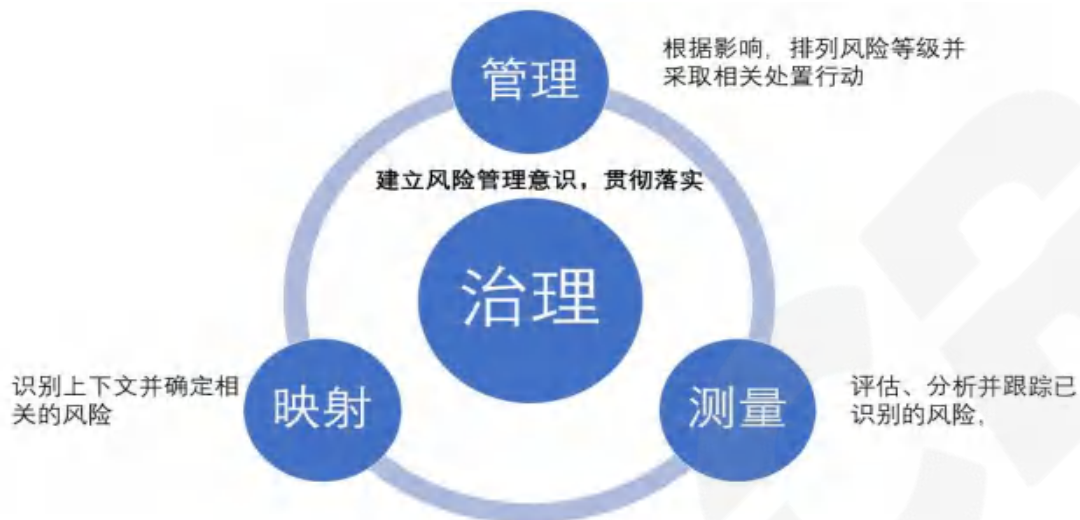 管理
根据影响，排列风险等级并
采取相关处置行动
建立风险管理意识，贯彻落实
治理
识别上下文并确定相
关的风险
映射
测量
评估、分析并跟踪已
识别的风险，